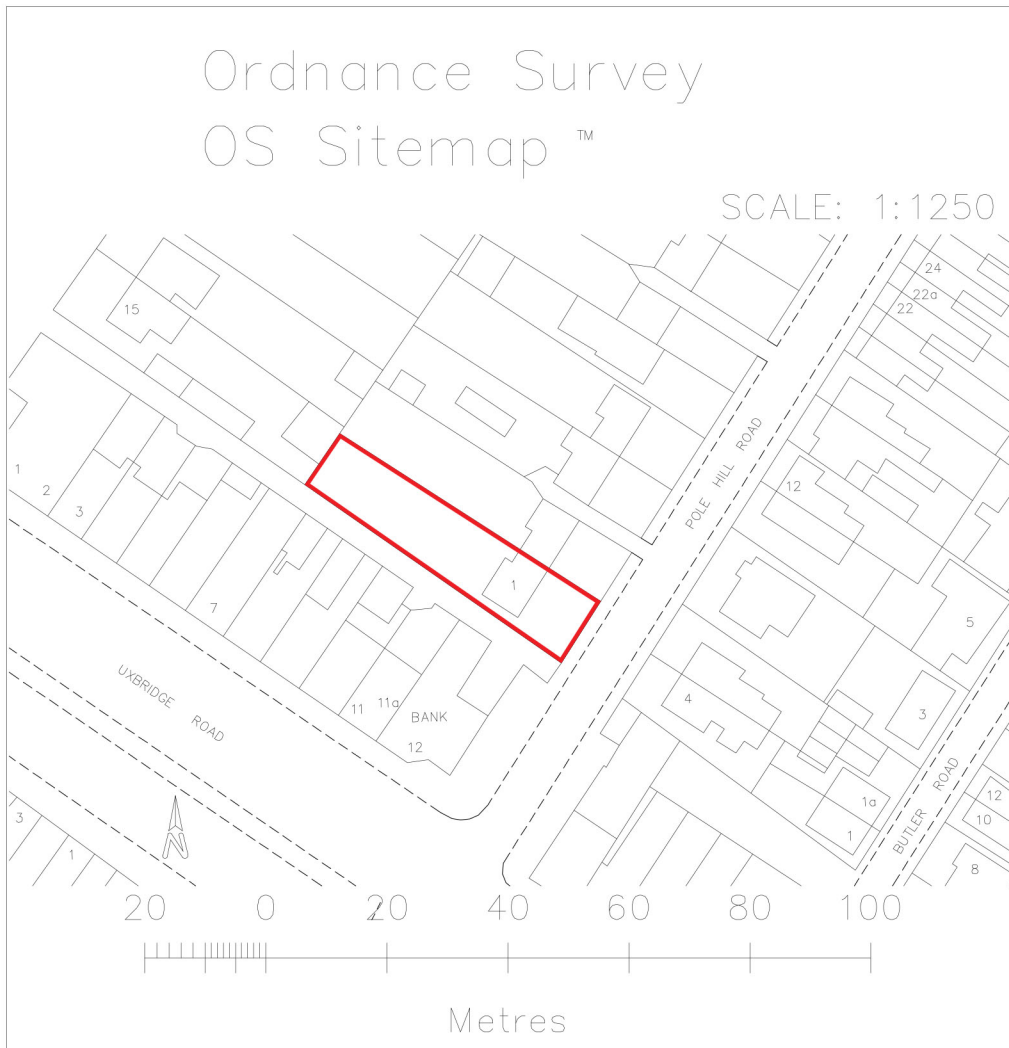 Ordnance Survey
OS Sitemap ™
SCALE: 1:1250
24
22a
22
15
POLE HILL ROAD
12
1
2
3
7
1
5
4
3
UXBRIDGE ROAD
11
11a
BANK
12
1a
1
BUTLER ROAD
12
10
8
3
1
N
20 0 20 40 60 80 100
Metres